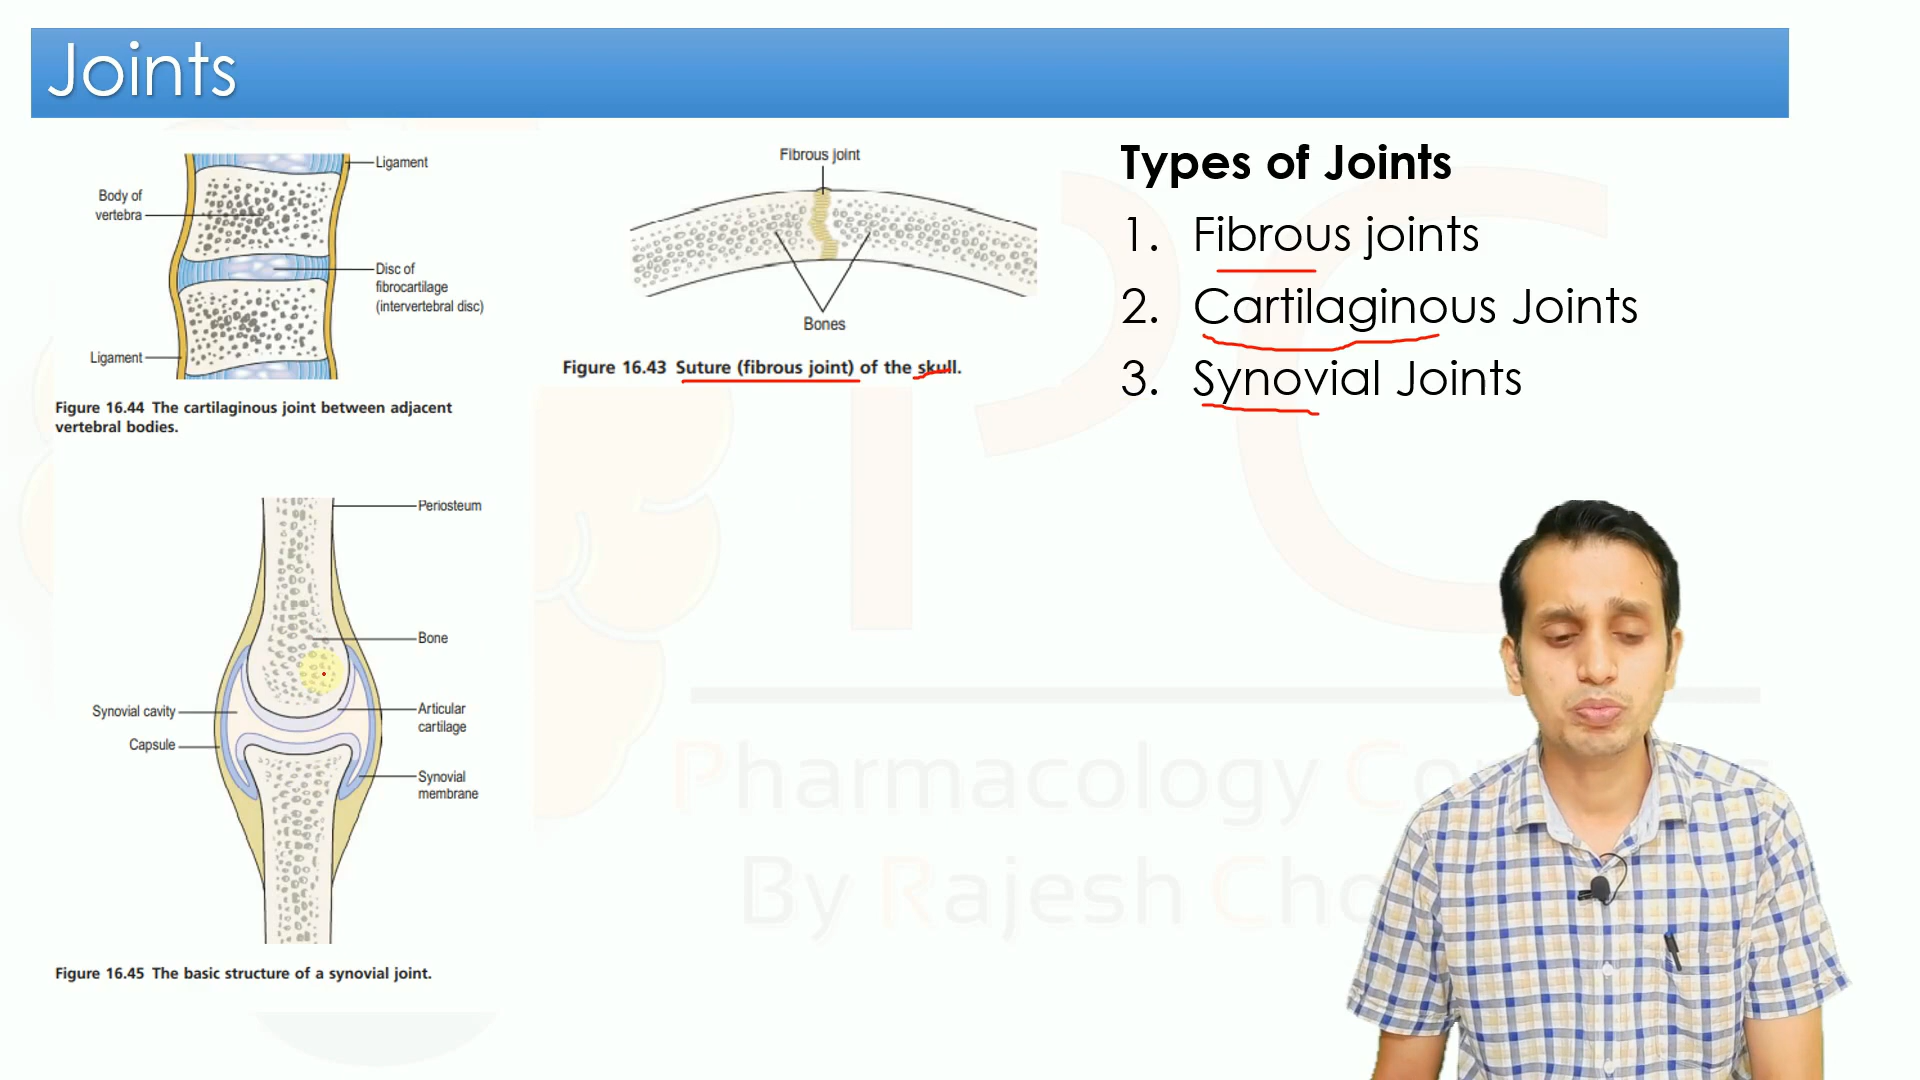 Joints
Ligament
Body of
vertebra
Disc of
fibrocartilage
(intervertebral disc)
Ligament
Figure 16.44 The cartilaginous joint between adjacent
vertebral bodies.
Fibrous joint
Bones
Figure 16.43 Suture (fibrous joint) of the skull.
Types of Joints
1. Fibrous joints
2. Cartilaginous Joints
3. Synovial Joints
Periosteum
Bone
Synovial cavity
Articular
cartilage
Capsule
Synovial
membrane
Figure 16.45 The basic structure of a synovial joint.
PC
Pharmacology
By Rajesh